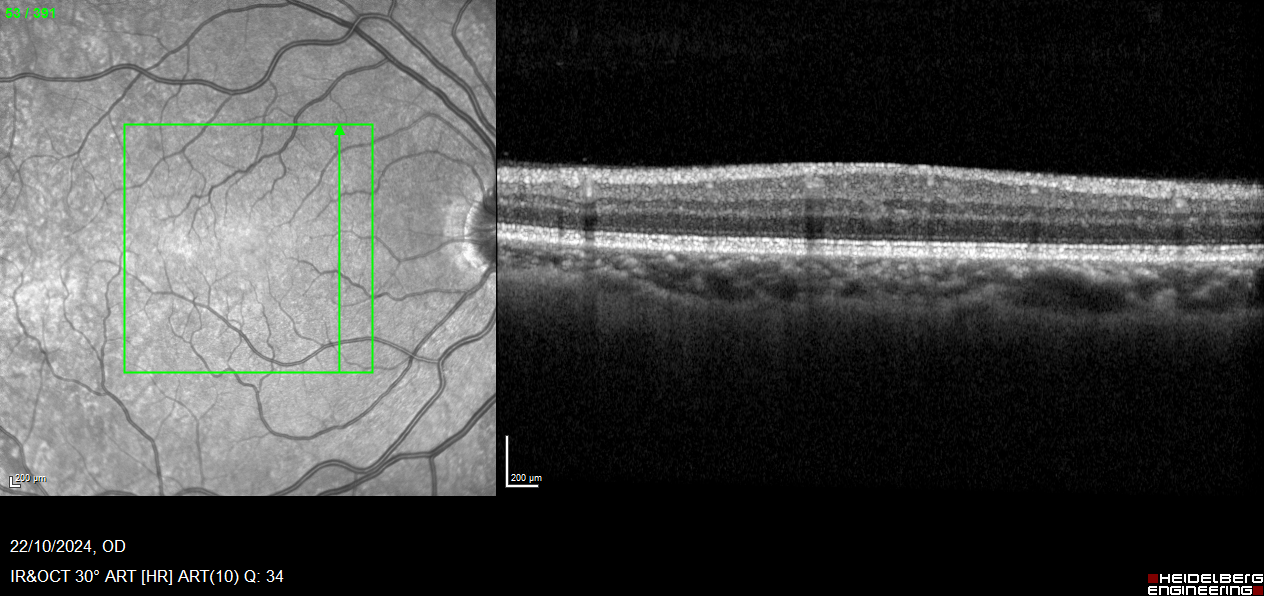 53 / 391
200 µm
200 µm
22/10/2024, OD
IR&OCT 30° ART [HR] ART(10) Q: 34
HEIDELBERG
ENGINEERING